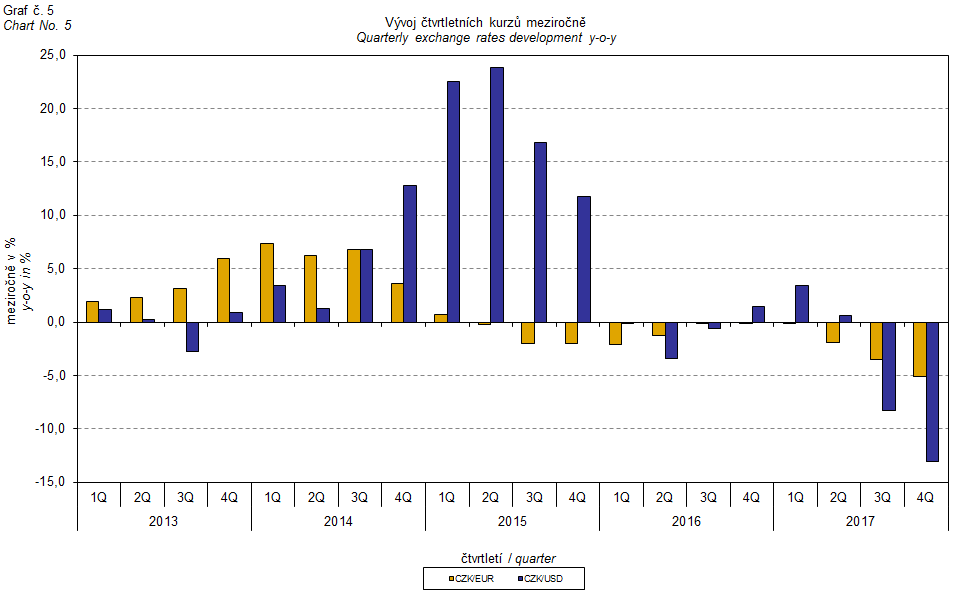 Graf č. 5
Chart No. 5
Vývoj čtvrtletních kurzů meziročně
Quarterly exchange rates development y-o-y
meziročně v %
y-o-y in %
25,0
20,0
15,0
10,0
5,0
0,0
-5,0
-10,0
-15,0
1Q 2Q 3Q 4Q 1Q 2Q 3Q 4Q 1Q 2Q 3Q 4Q 1Q 2Q 3Q 4Q 1Q 2Q 3Q 4Q
2013 2014 2015 2016 2017
čtvrtletí / quarter
CZK/EUR CZK/USD